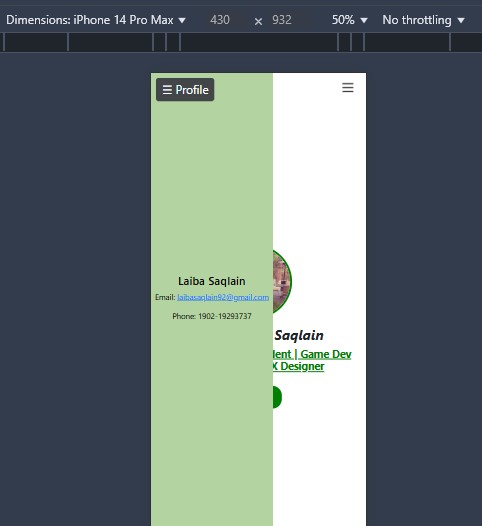 Dimensions: iPhone 14 Pro Max ▼ 430 × 932 50% ▼ No throttling ▼
☰ Profile ☰
Laiba Saqlain
Email: laibasaqlain92@gmail.com
Phone: 1902-19293737
Saqlain
dent | Game Dev
X Designer